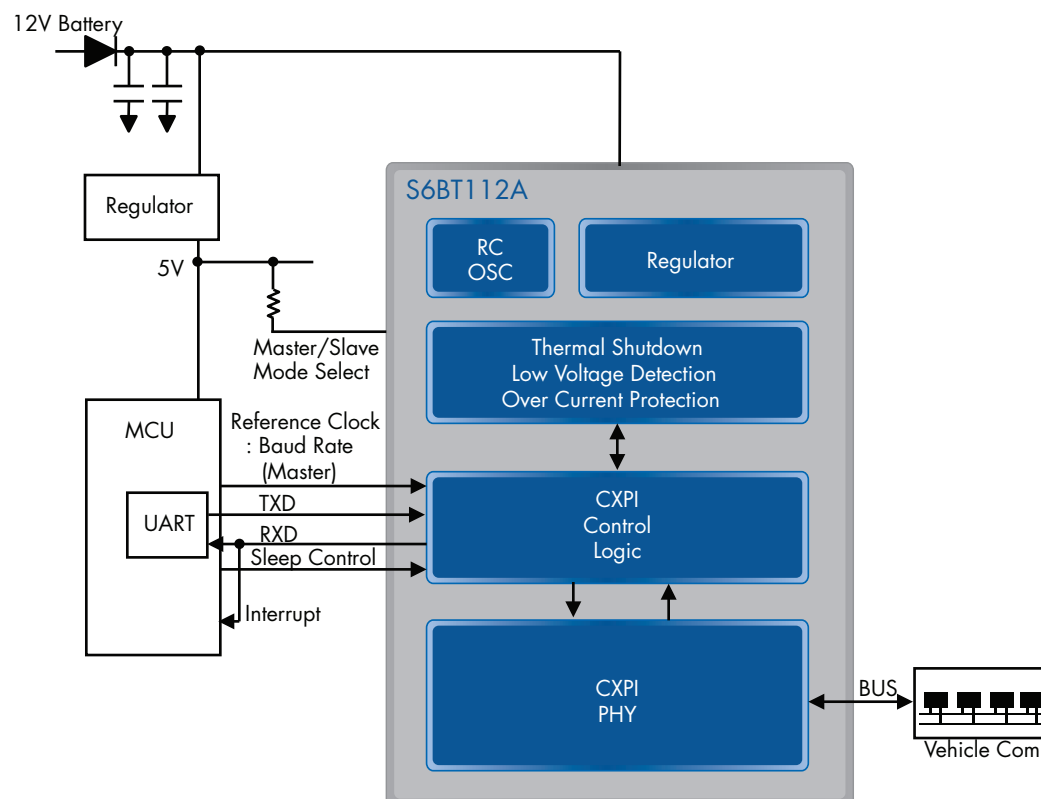 12V Battery
S6BT112A
RC
OSC
Regulator
Regulator
5V
Master/Slave
Mode Select
Thermal Shutdown
Low Voltage Detection
Over Current Protection
MCU
Reference Clock
: Baud Rate
(Master)
TXD
UART
RXD
Sleep Control
Interrupt
CXPI
Control
Logic
CXPI
PHY
BUS
Vehicle Com